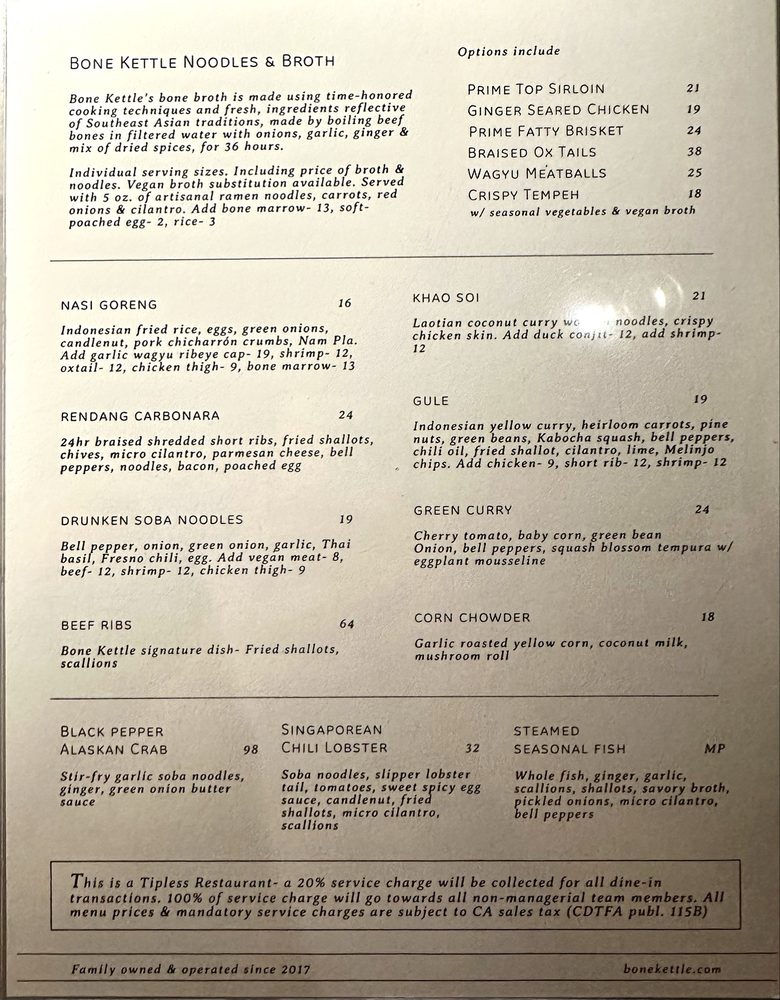 BONE KETTLE NOODLES & BROTH
Bone Kettle's bone broth is made using time-honored
cooking techniques and fresh, ingredients reflective
of Southeast Asian traditions, made by boiling beef
bones in filtered water with onions, garlic, ginger &
mix of dried spices, for 36 hours.
Individual serving sizes. Including price of broth &
noodles. Vegan broth substitution available. Served
with 5 oz. of artisanal ramen noodles, carrots, red
onions & cilantro. Add bone marrow- 13, soft-
poached egg- 2, rice- 3
Options include
PRIME TOP SIRLOIN 21
GINGER SEARED CHICKEN 19
PRIME FATTY BRISKET 24
BRAISED OX TAILS 38
WAGYU MEATBALLS 25
CRISPY TEMPEH 18
w/ seasonal vegetables & vegan broth
NASI GORENG 16
Indonesian fried rice, eggs, green onions,
candlenut, pork chicharrón crumbs, Nam Pla.
Add garlic wagyu ribeye cap- 19, shrimp- 12,
oxtail- 12, chicken thigh- 9, bone marrow- 13
RENDANG CARBONARA 24
24hr braised shredded short ribs, fried shallots,
chives, micro cilantro, parmesan cheese, bell
peppers, noodles, bacon, poached egg
DRUNKEN SOBA NOODLES 19
Bell pepper, onion, green onion, garlic, Thai
basil, Fresno chili, egg. Add vegan meat- 8,
beef- 12, shrimp- 12, chicken thigh- 9
BEEF RIBS 64
Bone Kettle signature dish- Fried shallots,
scallions
KHAO SOI 21
Laotian coconut curry noodles, crispy
chicken skin. Add duck confit- 12, add shrimp-
12
GULE 19
Indonesian yellow curry, heirloom carrots, pine
nuts, green beans, Kabocha squash, bell peppers,
chili oil, fried shallot, cilantro, lime, Melinjo
chips. Add chicken- 9, short rib- 12, shrimp- 12
GREEN CURRY 24
Cherry tomato, baby corn, green bean
Onion, bell peppers, squash blossom tempura w/
eggplant mousseline
CORN CHOWDER 18
Garlic roasted yellow corn, coconut milk,
mushroom roll
BLACK PEPPER
ALASKAN CRAB 98
Stir-fry garlic soba noodles,
ginger, green onion butter
sauce
SINGAPOREAN
CHILI LOBSTER 32
Soba noodles, slipper lobster
tail, tomatoes, sweet spicy egg
sauce, candlenut, fried
shallots, micro cilantro,
scallions
STEAMED
SEASONAL FISH MP
Whole fish, ginger, garlic,
scallions, shallots, savory broth,
pickled onions, micro cilantro,
bell peppers
This is a Tipless Restaurant- a 20% service charge will be collected for all dine-in
transactions. 100% of service charge will go towards all non-managerial team members. All
menu prices & mandatory service charges are subject to CA sales tax (CDTFA publ. 115B)
Family owned & operated since 2017 bonekettle.com